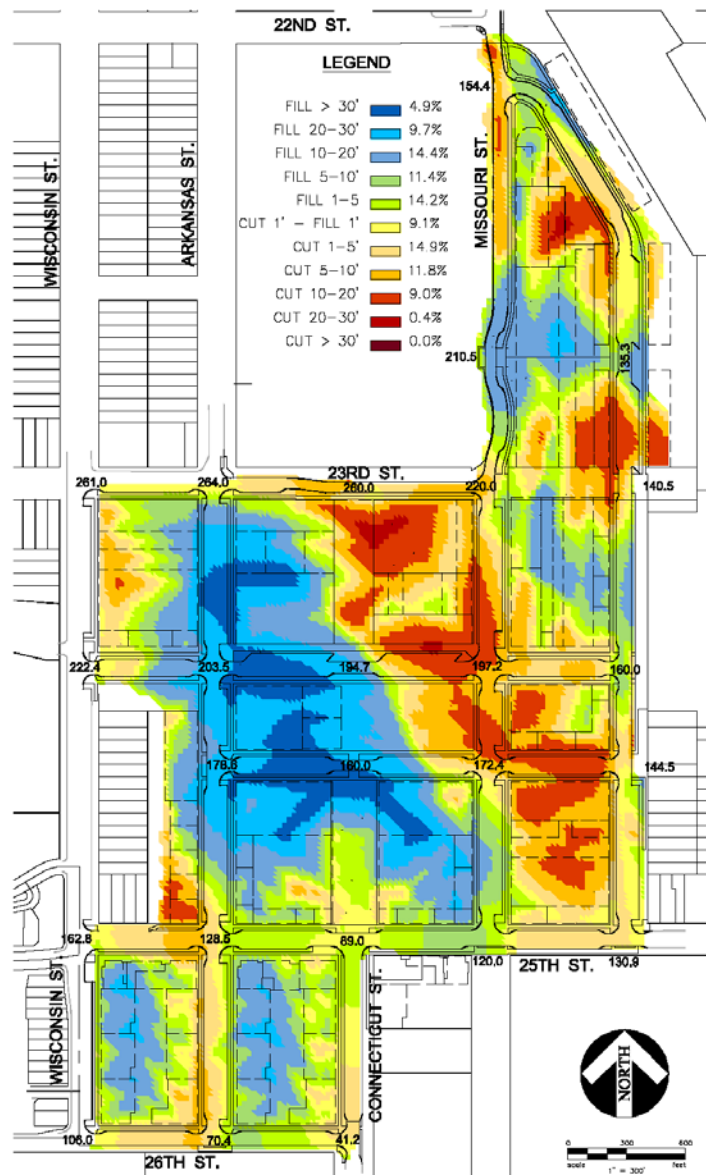 22ND ST.
LEGEND
FILL > 30' 4.9%
FILL 20-30' 9.7%
FILL 10-20' 14.4%
FILL 5-10' 11.4%
FILL 1-5 14.2%
CUT 1' - FILL 1' 9.1%
CUT 1-5' 14.9%
CUT 5-10' 11.8%
CUT 10-20' 9.0%
CUT 20-30' 0.4%
CUT > 30' 0.0%
WISCONSIN ST.
ARKANSAS ST.
MISSOURI ST.
154.4
210.5
135.3
23RD ST.
261.0
264.0
260.0
220.0
140.5
222.4
203.5
194.7
197.2
160.0
178.6
160.0
172.4
144.5
162.8
128.5
89.0
120.0
130.9
25TH ST.
WISCONSIN ST
CONNECTICUT ST.
106.0
70.4
41.2
26TH ST.
NORTH
0 300 600
scale feet
1" = 300'